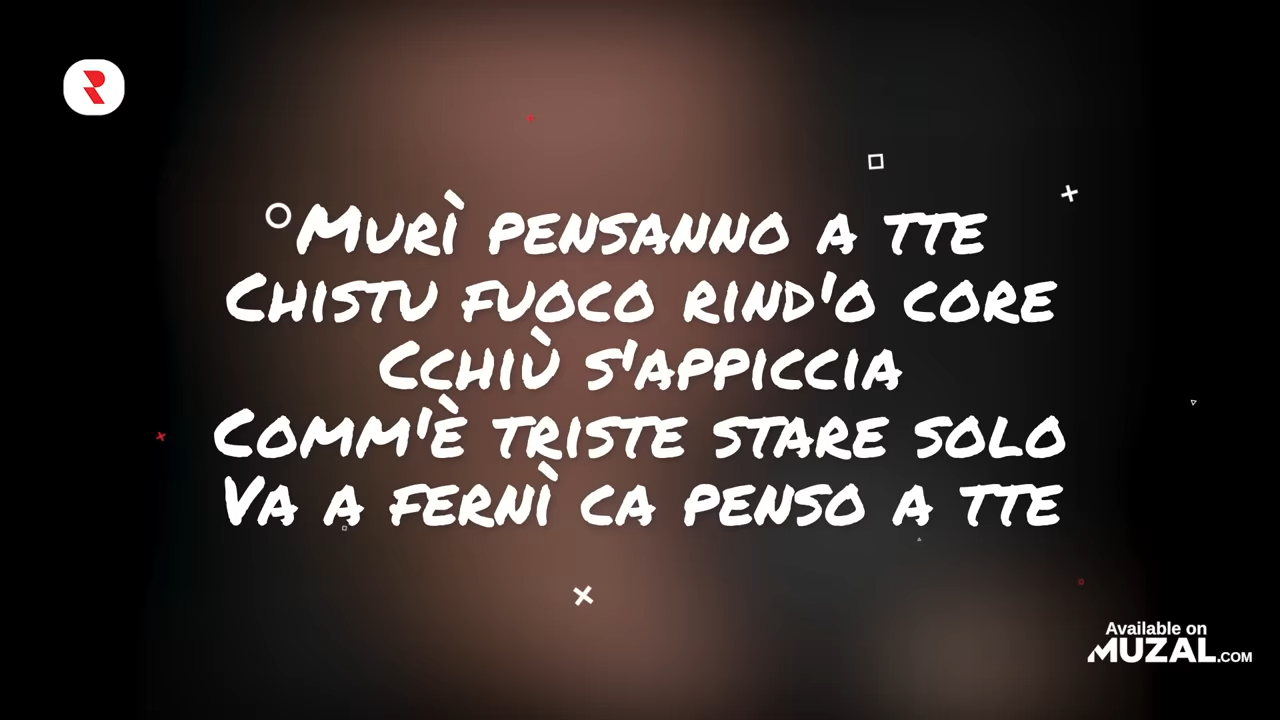 Murì pensanno a tte
Chistu fuoco rind'o core
Cchiù s'appiccia
Comm'è triste stare solo
Va a fernì ca penso a tte
Available on
MUZAL.COM